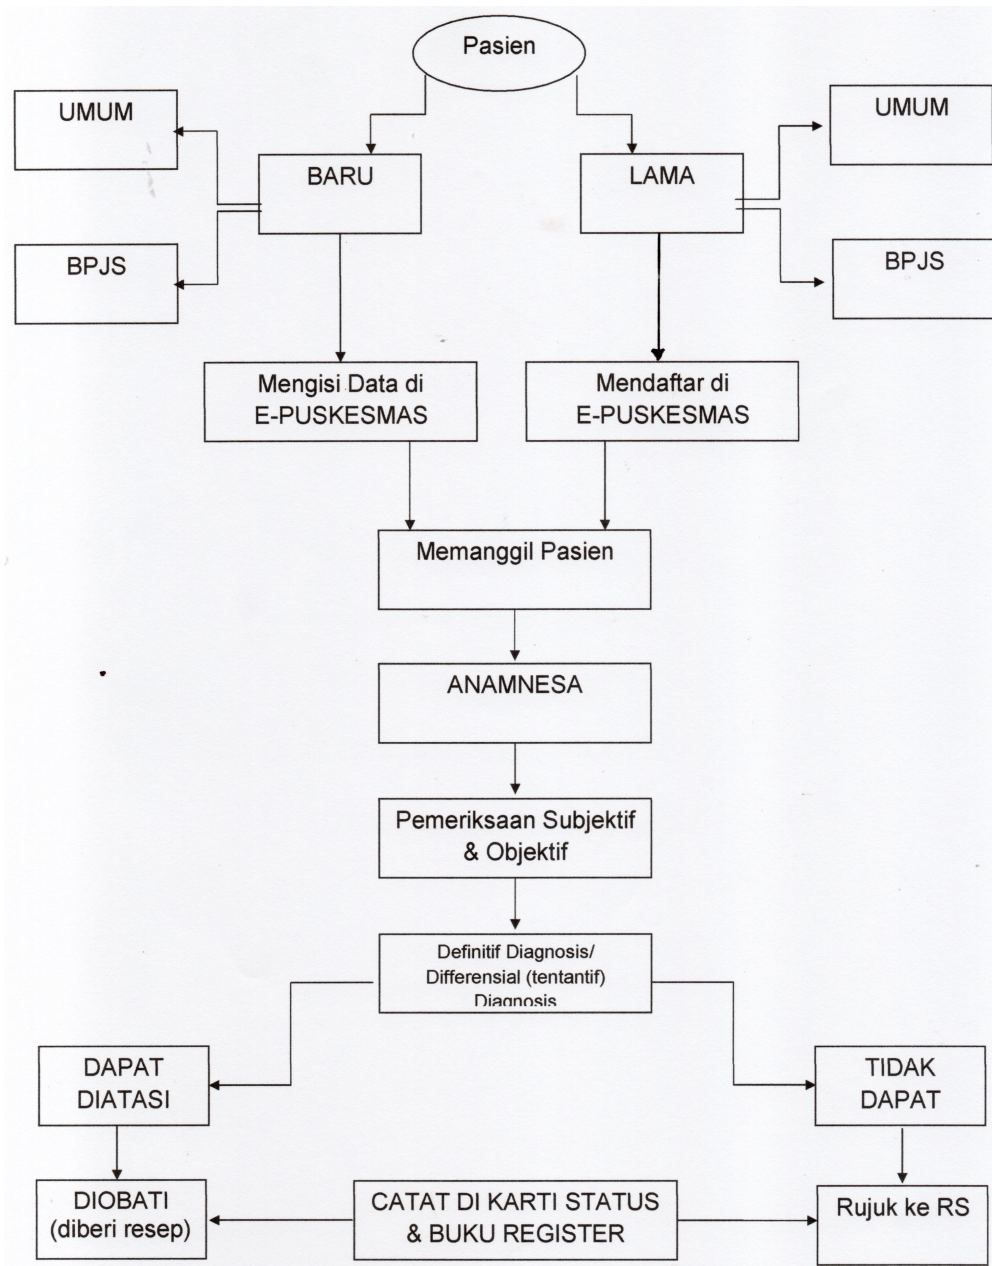 Pasien
UMUM
UMUM
BARU
LAMA
BPJS
BPJS
Mengisi Data di
E-PUSKESMAS
Mendaftar di
E-PUSKESMAS
Memanggil Pasien
ANAMNESA
Pemeriksaan Subjektif
& Objektif
Definitif Diagnosis/
Differensial (tentantif)
Diagnosis
DAPAT
DIATASI
TIDAK
DAPAT
DIOBATI
(diberi resep)
CATAT DI KARTI STATUS
& BUKU REGISTER
Rujuk ke RS